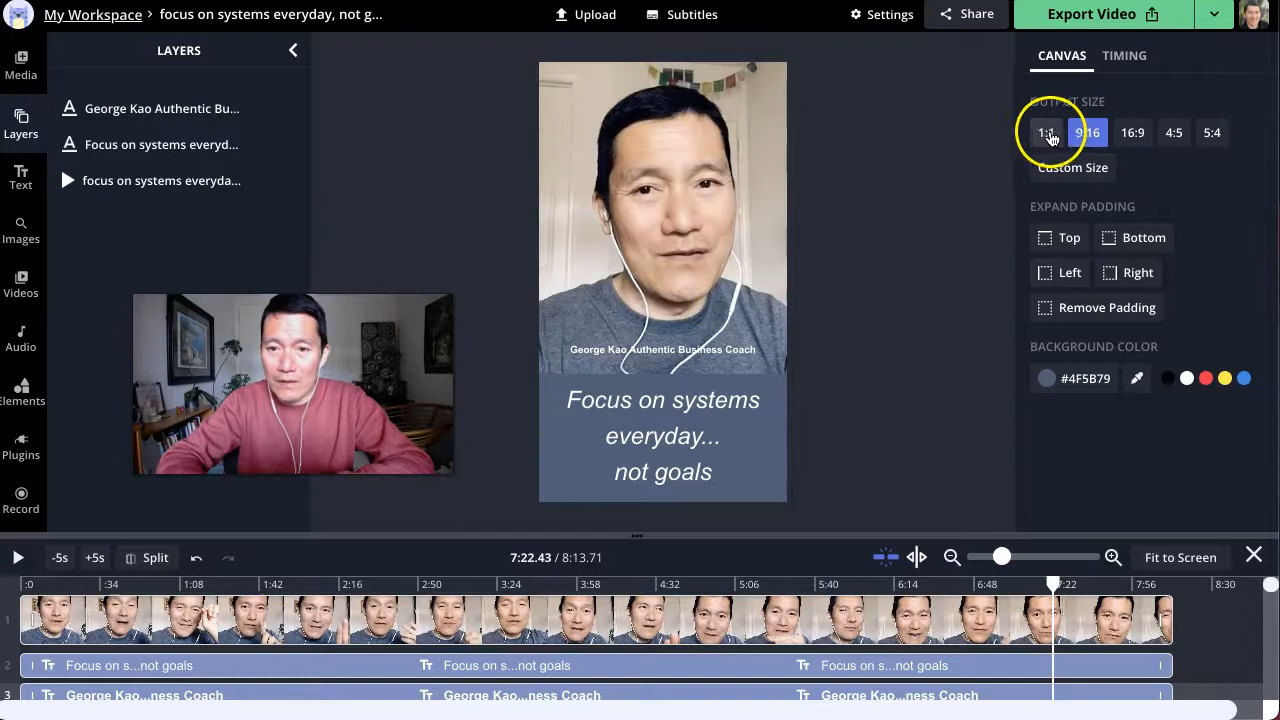 My Workspace > focus on systems everyday, not g... Upload Subtitles Settings Share Export Video
Media
Layers
Text
Images
Videos
Audio
Elements
Plugins
Record
LAYERS
George Kao Authentic Bu...
Focus on systems everyd...
focus on systems everyda...
George Kao Authentic Business Coach
Focus on systems
everyday...
not goals
CANVAS TIMING
OUTPUT SIZE
1:1 9:16 16:9 4:5 5:4
Custom Size
EXPAND PADDING
Top Bottom
Left Right
Remove Padding
BACKGROUND COLOR
#4F5B79
-5s +5s Split 7:22.43 / 8:13.71 Fit to Screen
:0 :34 1:08 1:42 2:16 2:50 3:24 3:58 4:32 5:06 5:40 6:14 6:48 7:22 7:56 8:30
1
2 Focus on s...not goals Focus on s...not goals Focus on s...not goals
3 George Kao...ness Coach George Kao...ness Coach George Kao...ness Coach